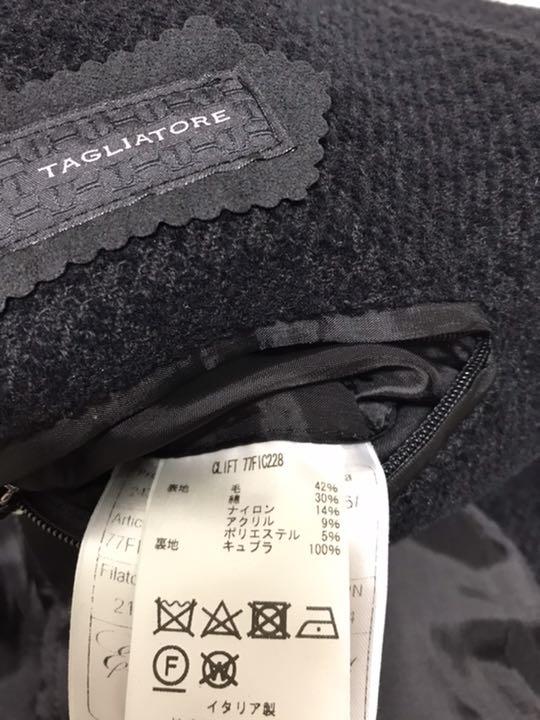 TAGLIATORE
CLIFT 77FIC228
表地 毛 42%
綿 30%
ナイロン 14%
アクリル 9%
ポリエステル 5%
裏地 キュプラ 100%
Artic
77FI
Filato
21
F
W
イタリア製